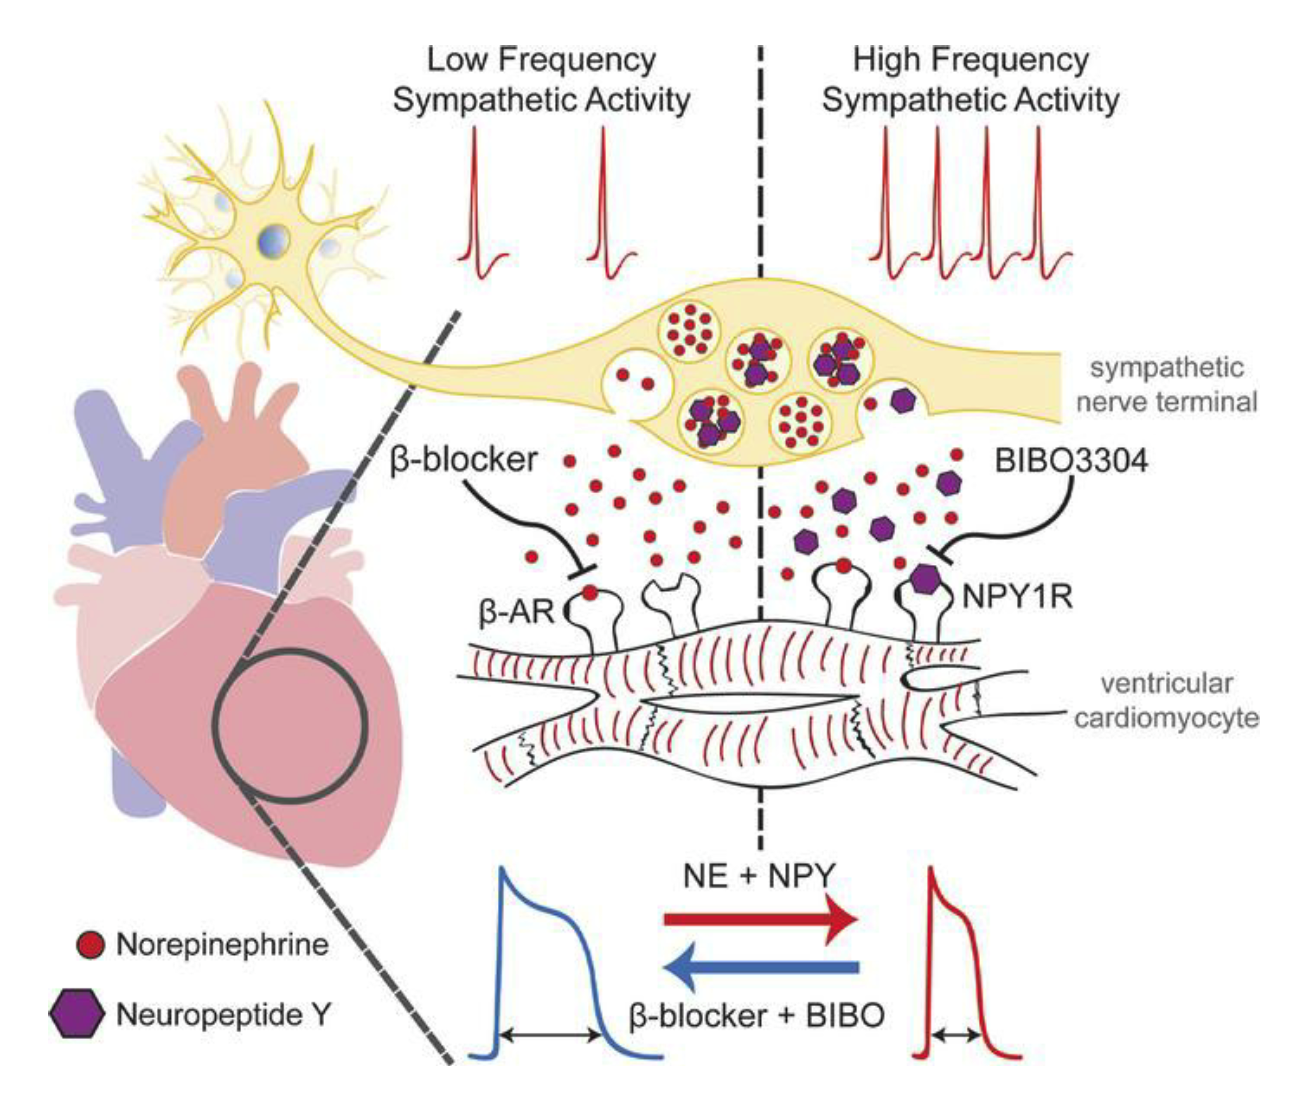 Low Frequency
Sympathetic Activity
High Frequency
Sympathetic Activity
sympathetic
nerve terminal
β-blocker
BIBO3304
β-AR
NPY1R
ventricular
cardiomyocyte
NE + NPY
β-blocker + BIBO
Norepinephrine
Neuropeptide Y